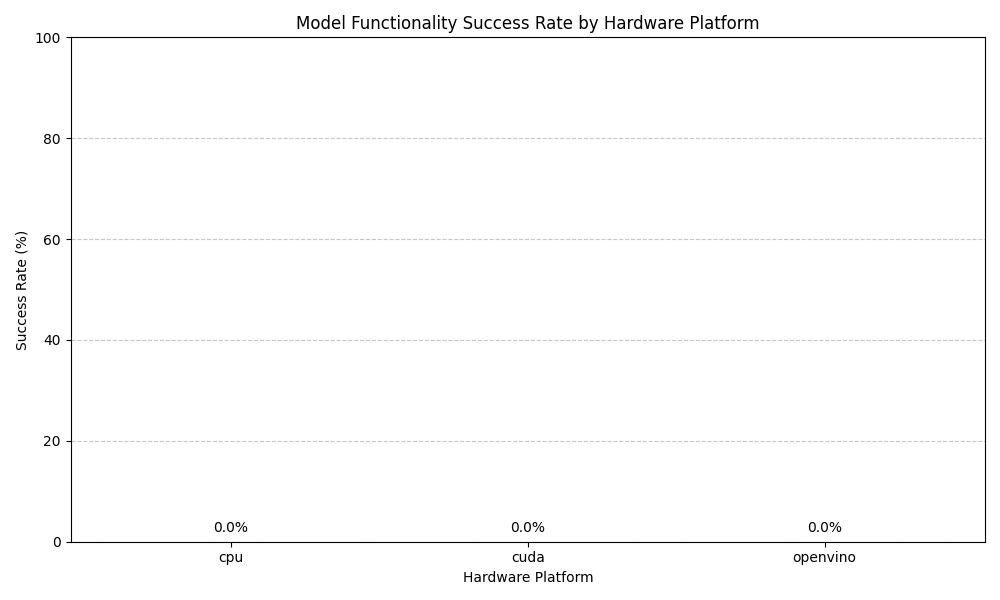 Model Functionality Success Rate by Hardware Platform
100
80
60
40
20
0
Success Rate (%)
0.0% 0.0% 0.0%
cpu cuda openvino
Hardware Platform